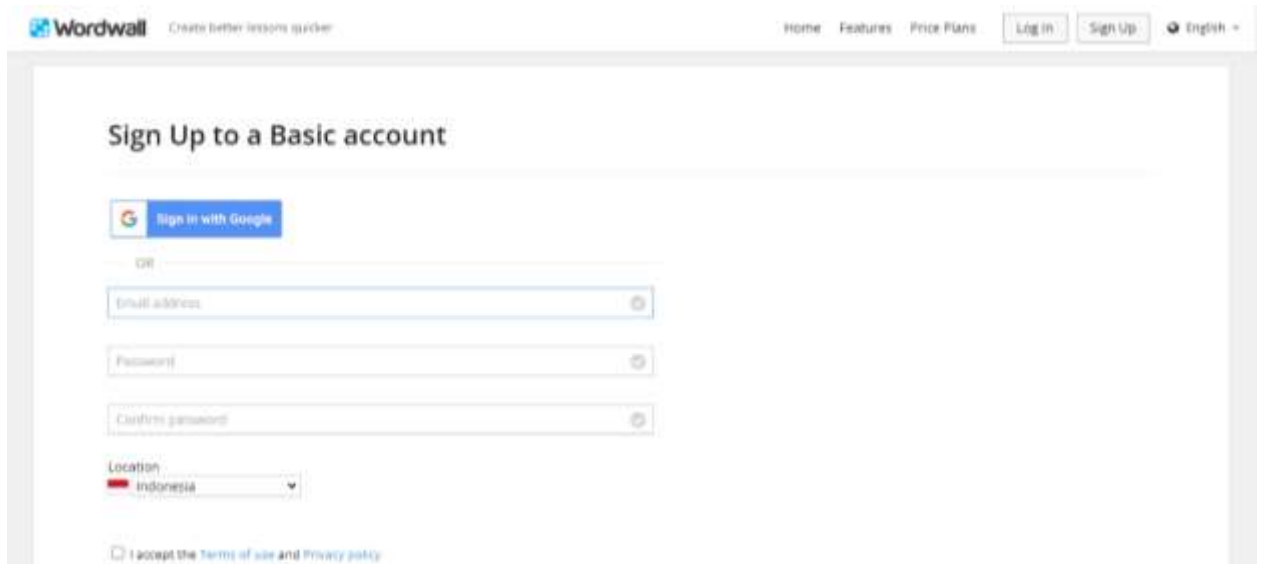 Wordwall Create better lessons quicker Home Features Price Plans Log In Sign Up English
Sign Up to a Basic account
G Sign in with Google
OR
Email address
Password
Confirm password
Location
Indonesia
I accept the Terms of use and Privacy policy